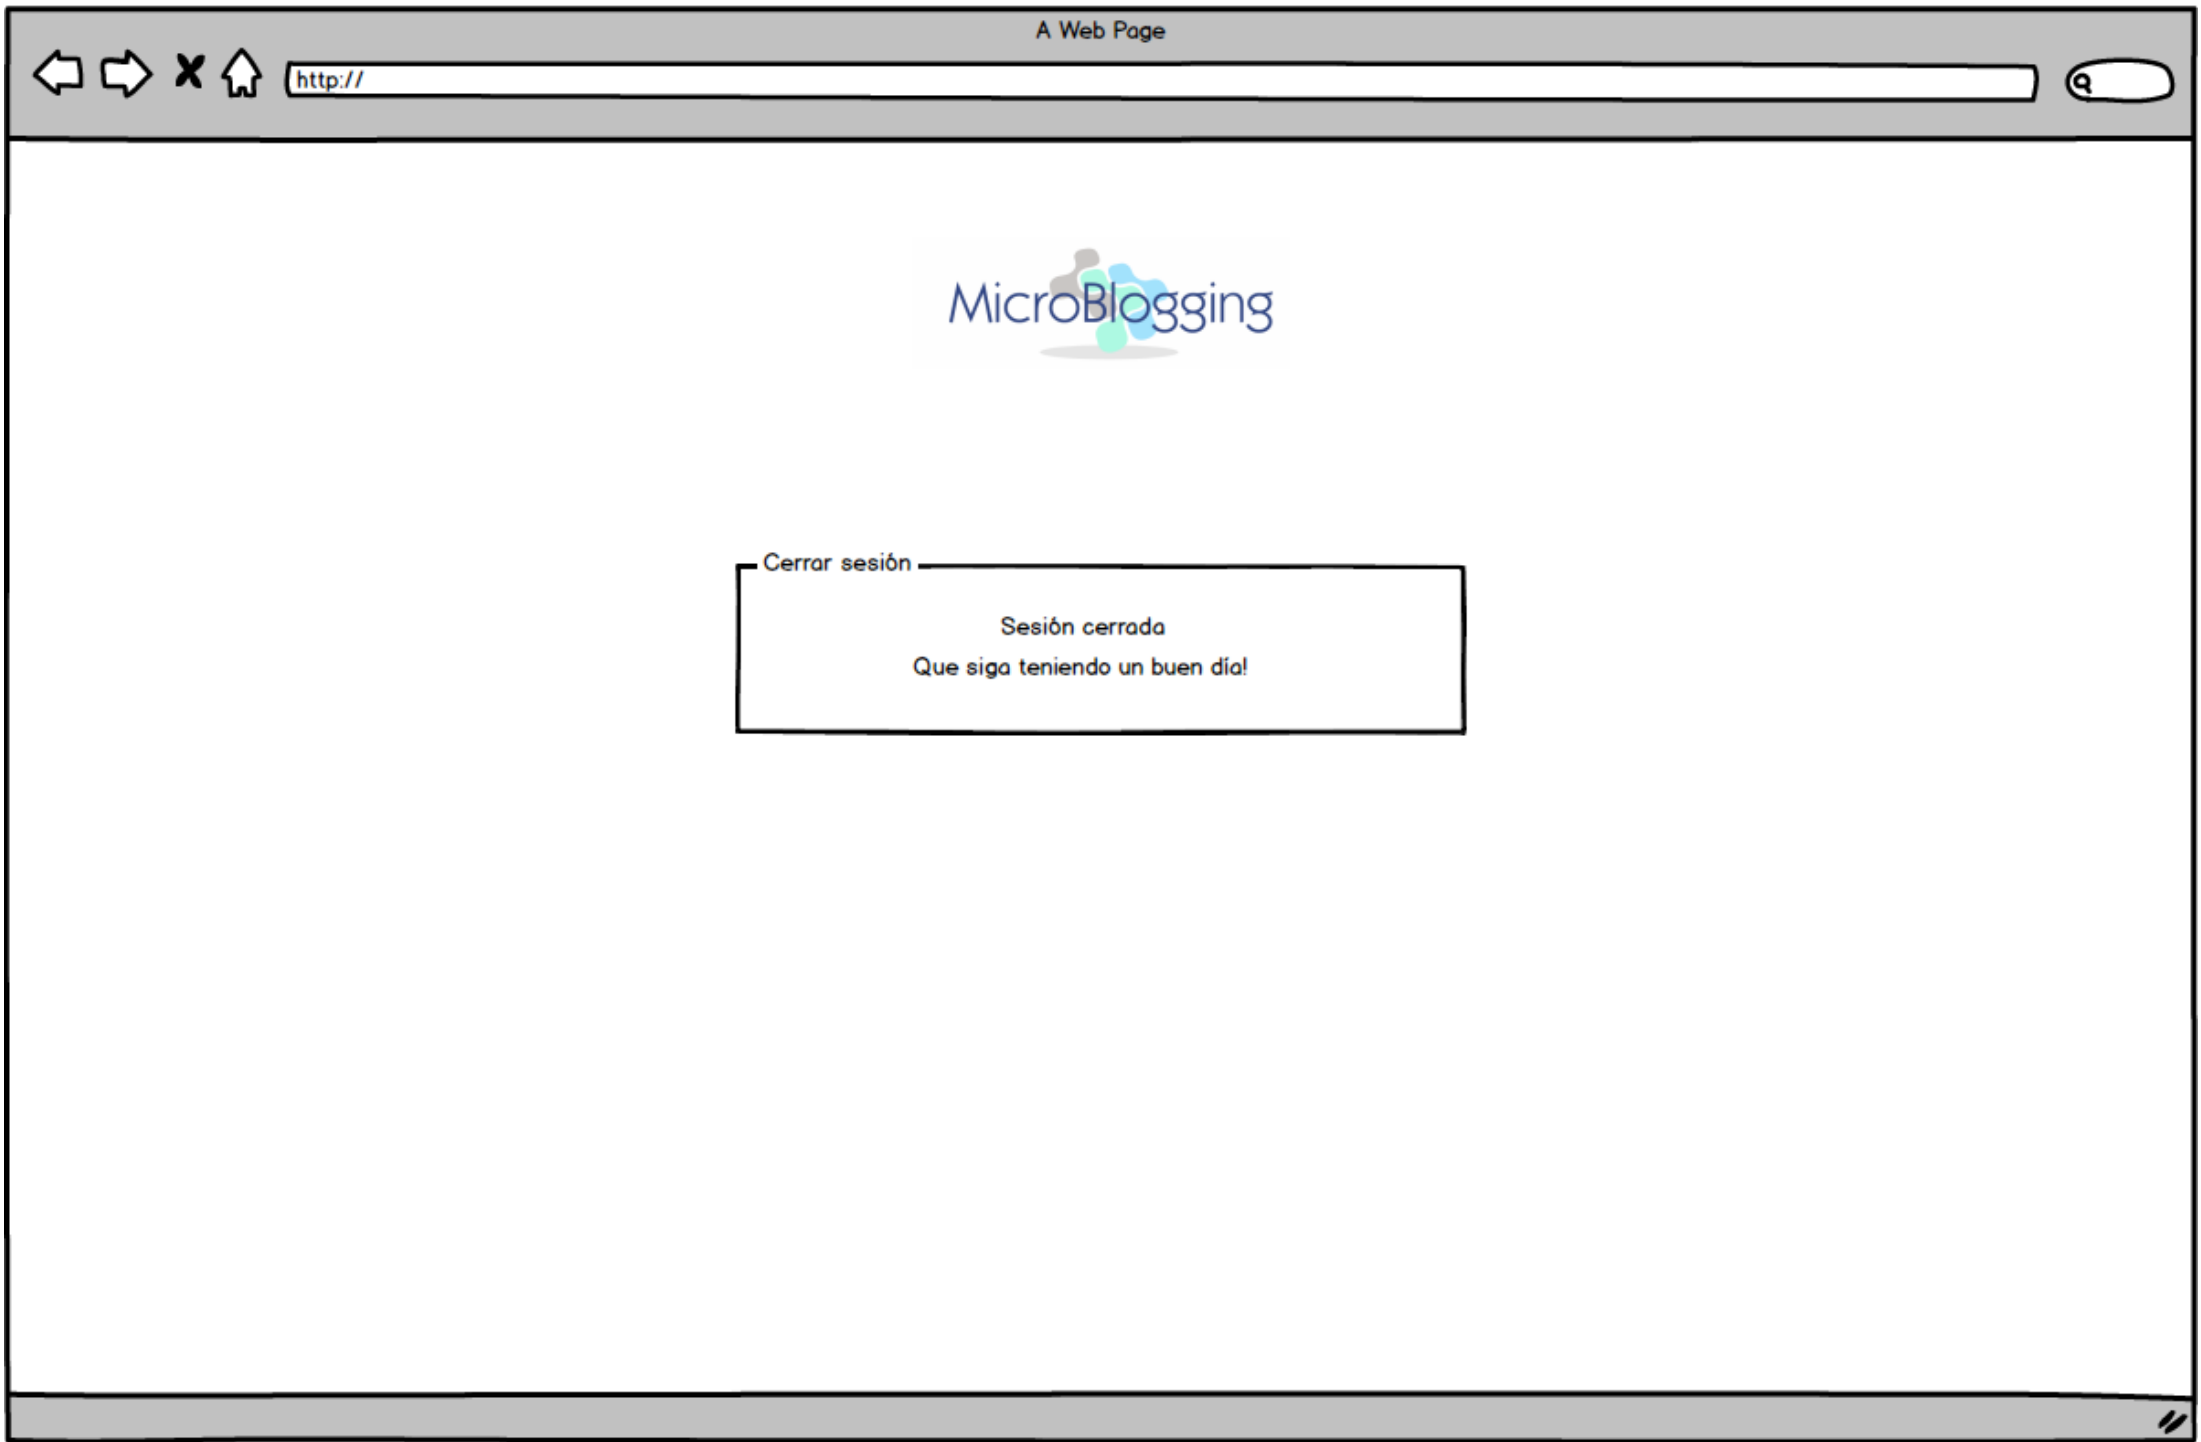 A Web Page
http://
MicroBlogging
Cerrar sesión
Sesión cerrada
Que siga teniendo un buen día!